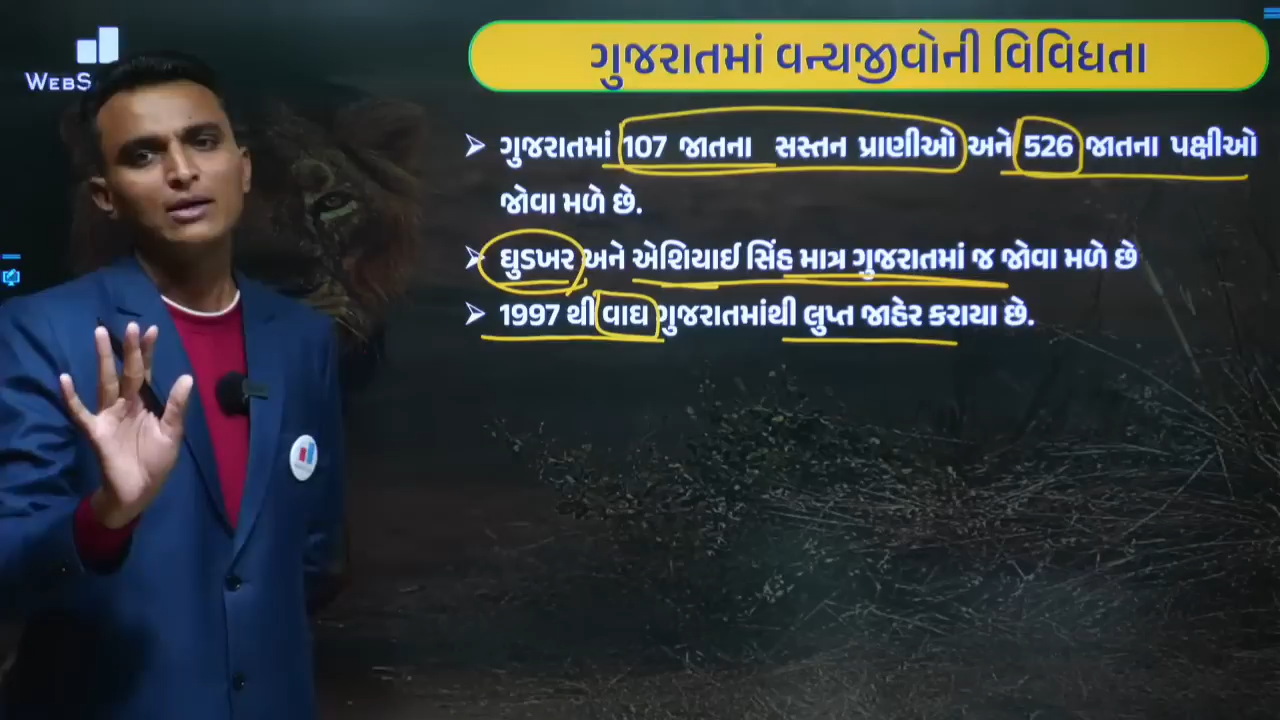 WEBS
ગુજરાતમાં વન્યજીવોની વિવિધતા
➢ ગુજરાતમાં 107 જાતના સસ્તન પ્રાણીઓ અને 526 જાતના પક્ષીઓ
જોવા મળે છે.
➢ ઘુડખર અને એશિયાઈ સિંહ માત્ર ગુજરાતમાં જ જોવા મળે છે
➢ 1997 થી વાઘ ગુજરાતમાંથી લુપ્ત જાહેર કરાયા છે.